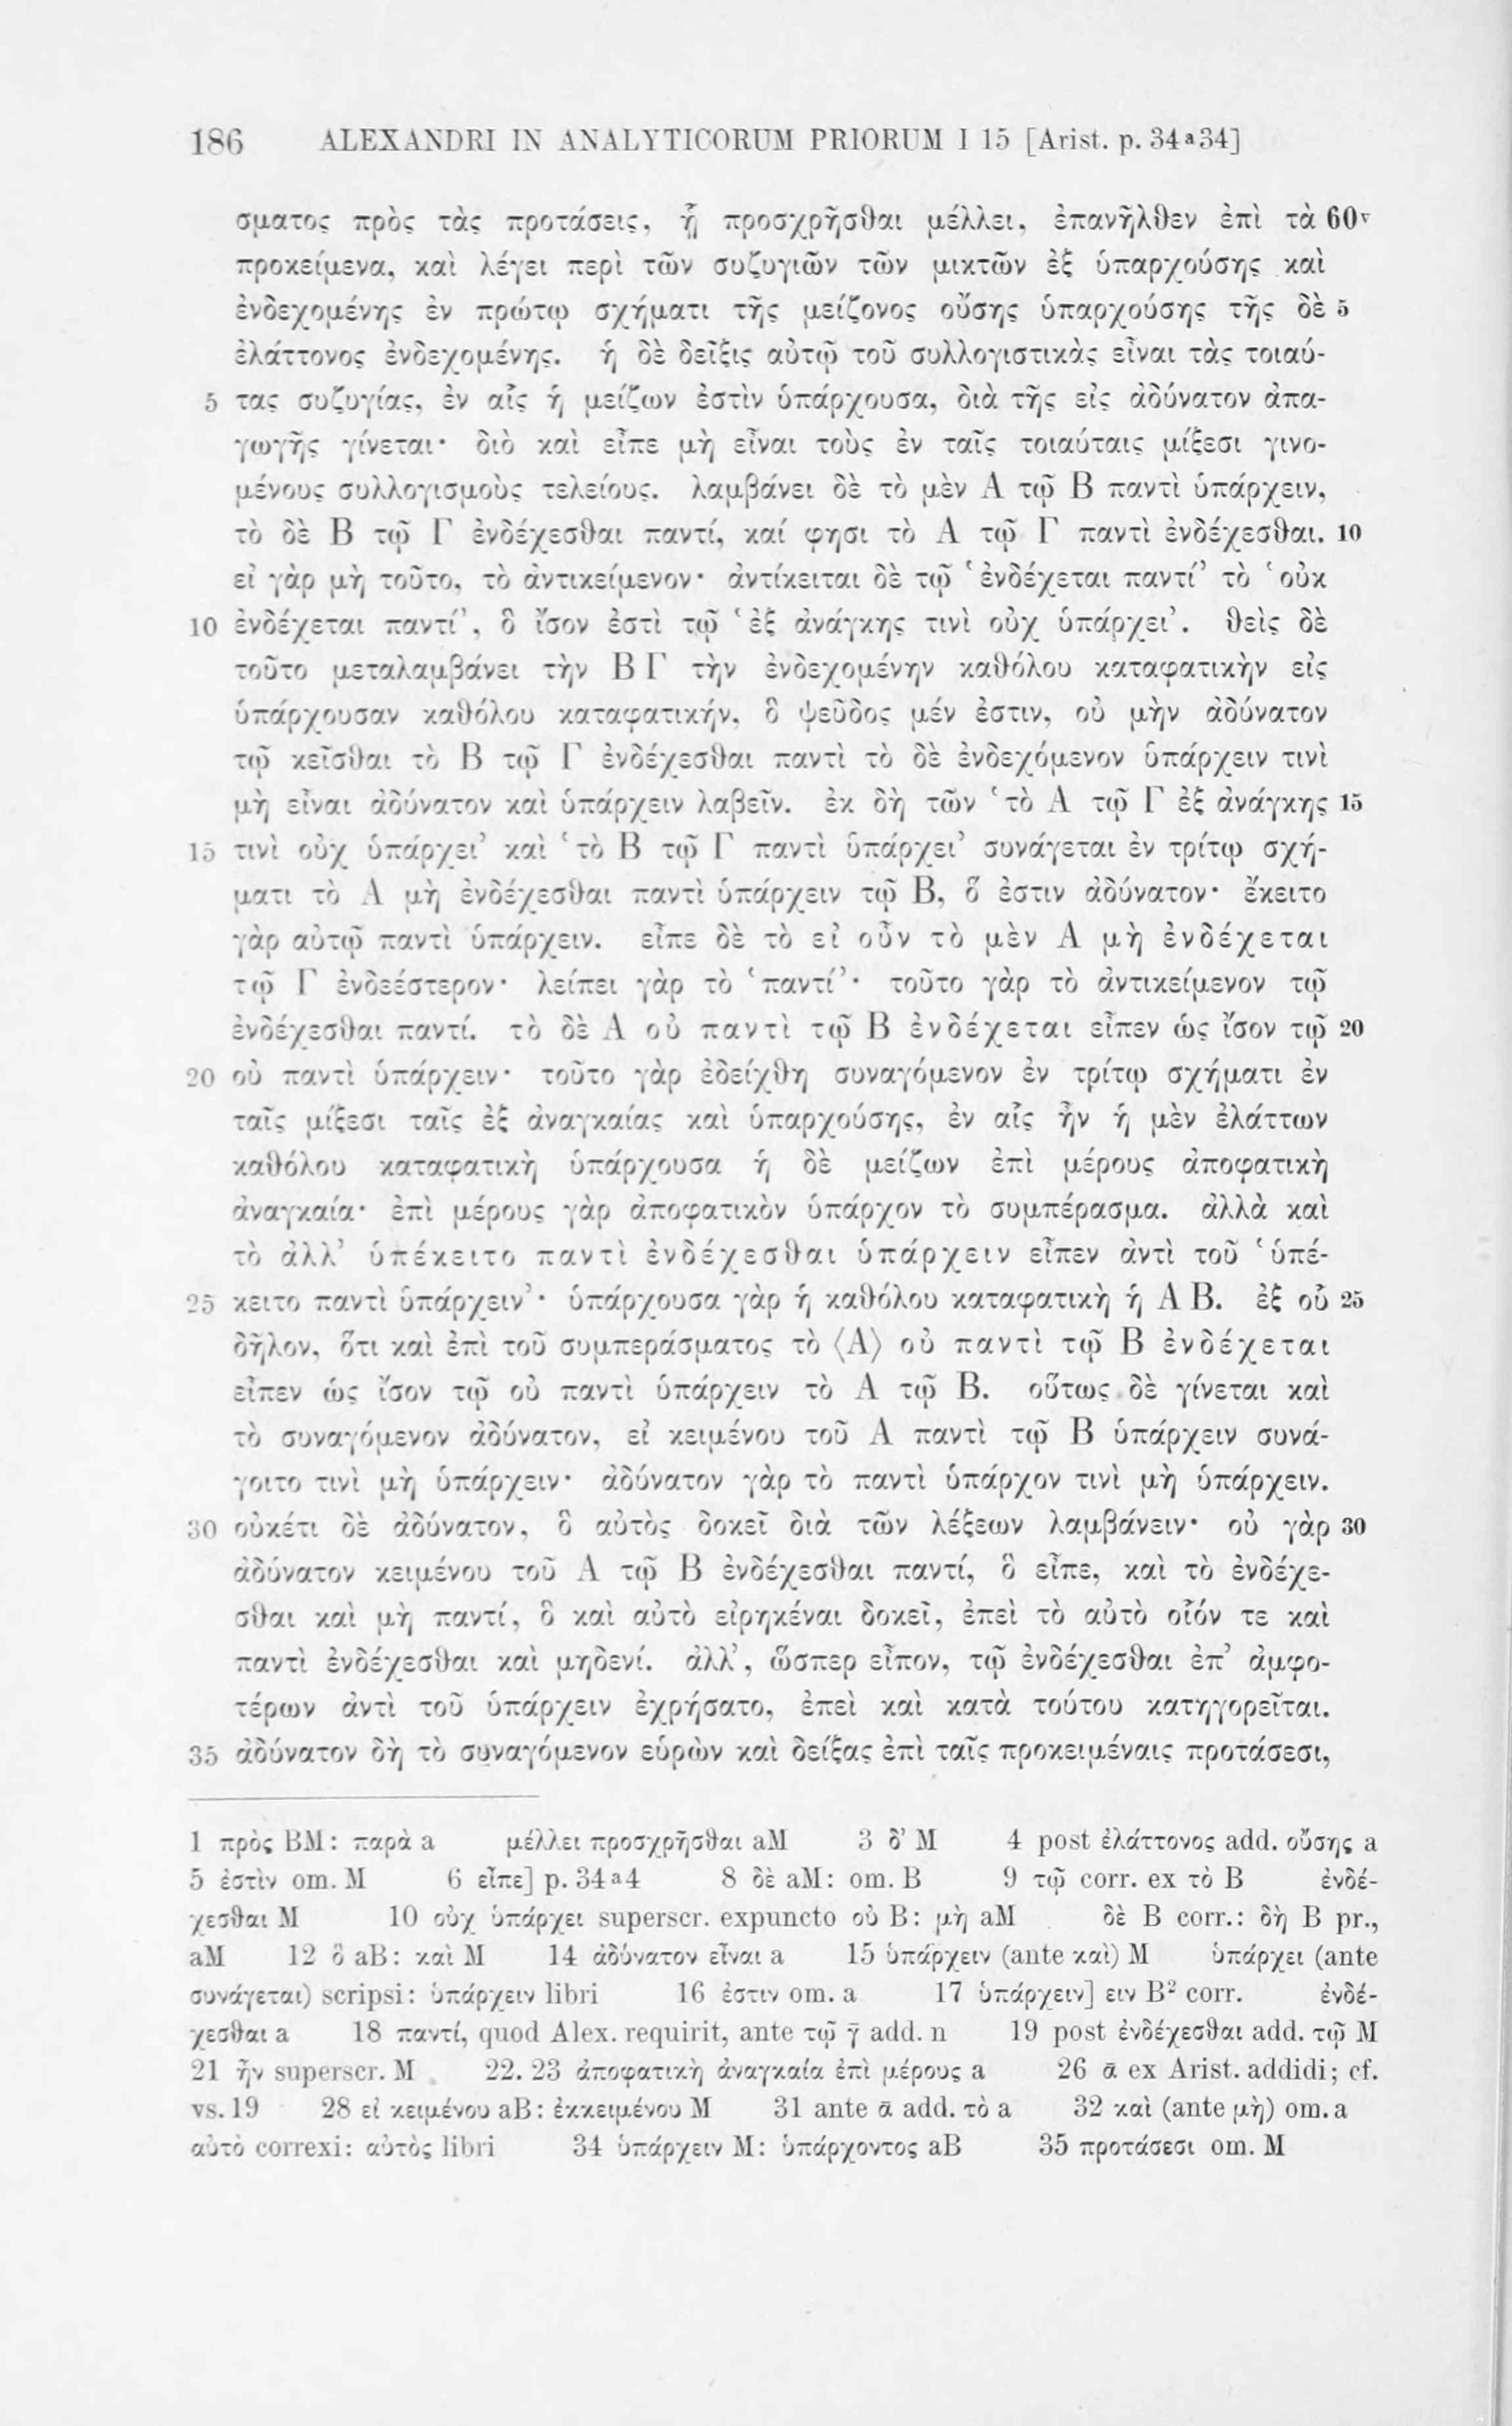 186 ALEXANDRI IN ANALYTICORUM PRIORUM I 15 [Arist. p. 34ᵃ34]
σματος πρὸς τὰς προτάσεις, ᾗ προσχρῆσθαι μέλλει, ἐπανῆλθεν ἐπὶ τὰ 60ᵛ
προκείμενα, καὶ λέγει περὶ τῶν συζυγιῶν τῶν μικτῶν ἐξ ὑπαρχούσης καὶ
ἐνδεχομένης ἐν πρώτῳ σχήματι τῆς μείζονος οὔσης ὑπαρχούσης τῆς δὲ 5
ἐλάττονος ἐνδεχομένης. ἡ δὲ δεῖξις αὐτῷ τοῦ συλλογιστικὰς εἶναι τὰς τοιαύ-
5 τας συζυγίας, ἐν αἷς ἡ μείζων ἐστὶν ὑπάρχουσα, διὰ τῆς εἰς ἀδύνατον ἀπα-
γωγῆς γίνεται· διὸ καὶ εἶπε μὴ εἶναι τοὺς ἐν ταῖς τοιαύταις μίξεσι γινο-
μένους συλλογισμοὺς τελείους. λαμβάνει δὲ τὸ μὲν Α τῷ Β παντὶ ὑπάρχειν,
τὸ δὲ Β τῷ Γ ἐνδέχεσθαι παντί, καί φησι τὸ Α τῷ Γ παντὶ ἐνδέχεσθαι. 10
εἰ γὰρ μὴ τοῦτο, τὸ ἀντικείμενον· ἀντίκειται δὲ τῷ ‘ἐνδέχεται παντί’ τὸ ‘οὐκ
10 ἐνδέχεται παντί’, ὃ ἴσον ἐστὶ τῷ ‘ἐξ ἀνάγκης τινὶ οὐχ ὑπάρχει’. θεὶς δὲ
τοῦτο μεταλαμβάνει τὴν ΒΓ τὴν ἐνδεχομένην καθόλου καταφατικὴν εἰς
ὑπάρχουσαν καθόλου καταφατικήν, ὃ ψεῦδος μέν ἐστιν, οὐ μὴν ἀδύνατον
τῷ κεῖσθαι τὸ Β τῷ Γ ἐνδέχεσθαι παντὶ τὸ δὲ ἐνδεχόμενον ὑπάρχειν τινὶ
μὴ εἶναι ἀδύνατον καὶ ὑπάρχειν λαβεῖν. ἐκ δὴ τῶν ‘τὸ Α τῷ Γ ἐξ ἀνάγκης 15
15 τινὶ οὐχ ὑπάρχει’ καὶ ‘τὸ Β τῷ Γ παντὶ ὑπάρχει’ συνάγεται ἐν τρίτῳ σχή-
ματι τὸ Α μὴ ἐνδέχεσθαι παντὶ ὑπάρχειν τῷ Β, ὅ ἐστιν ἀδύνατον· ἔκειτο
γὰρ αὐτῷ παντὶ ὑπάρχειν. εἶπε δὲ τὸ εἰ οὖν τὸ μὲν Α μὴ ἐνδέχεται
τῷ Γ ἐνδεέστερον· λείπει γὰρ τὸ ‘παντί’· τοῦτο γὰρ τὸ ἀντικείμενον τῷ
ἐνδέχεσθαι παντί. τὸ δὲ Α οὐ παντὶ τῷ Β ἐνδέχεται εἶπεν ὡς ἴσον τῷ 20
20 οὐ παντὶ ὑπάρχειν· τοῦτο γὰρ ἐδείχθη συναγόμενον ἐν τρίτῳ σχήματι ἐν
ταῖς μίξεσι ταῖς ἐξ ἀναγκαίας καὶ ὑπαρχούσης, ἐν αἷς ἦν ἡ μὲν ἐλάττων
καθόλου καταφατικὴ ὑπάρχουσα ἡ δὲ μείζων ἐπὶ μέρους ἀποφατικὴ
ἀναγκαία· ἐπὶ μέρους γὰρ ἀποφατικὸν ὑπάρχον τὸ συμπέρασμα. ἀλλὰ καὶ
τὸ ἀλλ’ ὑπέκειτο παντὶ ἐνδέχεσθαι ὑπάρχειν εἶπεν ἀντὶ τοῦ ‘ὑπέ-
25 κειτο παντὶ ὑπάρχειν’· ὑπάρχουσα γὰρ ἡ καθόλου καταφατικὴ ἡ ΑΒ. ἐξ οὗ 25
δῆλον, ὅτι καὶ ἐπὶ τοῦ συμπεράσματος τὸ ⟨Α⟩ οὐ παντὶ τῷ Β ἐνδέχεται
εἶπεν ὡς ἴσον τῷ οὐ παντὶ ὑπάρχειν τὸ Α τῷ Β. οὕτως δὲ γίνεται καὶ
τὸ συναγόμενον ἀδύνατον, εἰ κειμένου τοῦ Α παντὶ τῷ Β ὑπάρχειν συνά-
γοιτο τινὶ μὴ ὑπάρχειν· ἀδύνατον γὰρ τὸ παντὶ ὑπάρχον τινὶ μὴ ὑπάρχειν.
30 οὐκέτι δὲ ἀδύνατον, ὃ αὐτὸς δοκεῖ διὰ τῶν λέξεων λαμβάνειν· οὐ γὰρ 30
ἀδύνατον κειμένου τοῦ Α τῷ Β ἐνδέχεσθαι παντί, ὃ εἶπε, καὶ τὸ ἐνδέχε-
σθαι καὶ μὴ παντί, ὃ καὶ αὐτὸ εἰρηκέναι δοκεῖ, ἐπεὶ τὸ αὐτὸ οἷόν τε καὶ
παντὶ ἐνδέχεσθαι καὶ μηδενί. ἀλλ’, ὥσπερ εἶπον, τῷ ἐνδέχεσθαι ἐπ’ ἀμφο-
τέρων ἀντὶ τοῦ ὑπάρχειν ἐχρήσατο, ἐπεὶ καὶ κατὰ τούτου κατηγορεῖται.
35 ἀδύνατον δὴ τὸ συναγόμενον εὑρὼν καὶ δείξας ἐπὶ ταῖς προκειμέναις προτάσεσι,
1 πρὸς BM: παρὰ a μέλλει προσχρῆσθαι aM 3 δ’ M 4 post ἐλάττονος add. οὔσης a
5 ἐστὶν om. M 6 εἶπε] p. 34ᵃ4 8 δὲ aM: om. B 9 τῷ corr. ex τὸ B ἐνδέ-
χεσθαι M 10 οὐχ ὑπάρχει superscr. expuncto οὐ B: μὴ aM δὲ B corr.: δὴ B pr.,
aM 12 ὃ aB: καὶ M 14 ἀδύνατον εἶναι a 15 ὑπάρχειν (ante καὶ) M ὑπάρχει (ante
συνάγεται) scripsi: ὑπάρχειν libri 16 ἐστιν om. a 17 ὑπάρχειν] ειν B² corr. ἐνδέ-
χεσθαι a 18 παντί, quod Alex. requirit, ante τῷ γ̄ add. n 19 post ἐνδέχεσθαι add. τῷ M
21 ἦν superscr. M 22. 23 ἀποφατικὴ ἀναγκαία ἐπὶ μέρους a 26 ᾱ ex Arist. addidi; cf.
vs. 19 28 εἰ κειμένου aB: ἐκκειμένου M 31 ante ᾱ add. τὸ a 32 καὶ (ante μὴ) om. a
αὐτὸ correxi: αὐτὸς libri 34 ὑπάρχειν M: ὑπάρχοντος aB 35 προτάσεσι om. M